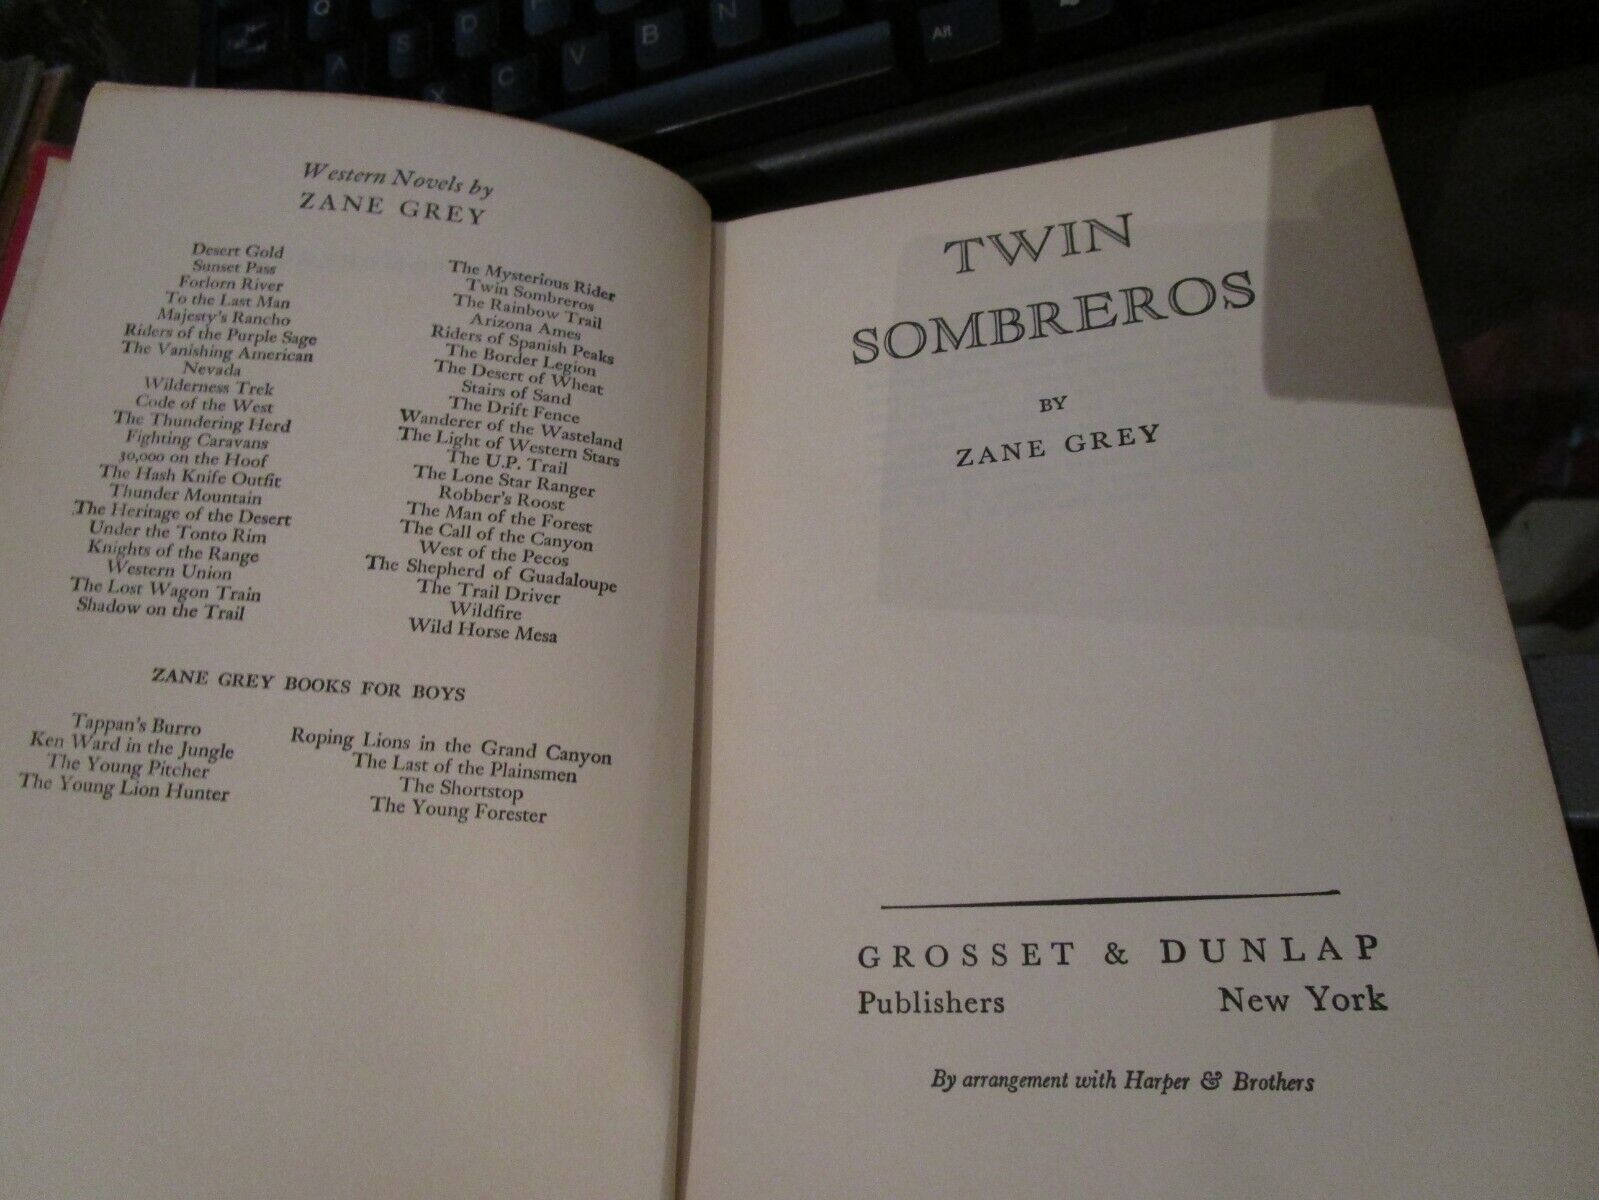 Western Novels by
ZANE GREY
Desert Gold
Sunset Pass
Forlorn River
To the Last Man
Majesty's Rancho
Riders of the Purple Sage
The Vanishing American
Nevada
Wilderness Trek
Code of the West
The Thundering Herd
Fighting Caravans
30,000 on the Hoof
The Hash Knife Outfit
Thunder Mountain
The Heritage of the Desert
Under the Tonto Rim
Knights of the Range
Western Union
The Lost Wagon Train
Shadow on the Trail
The Mysterious Rider
Twin Sombreros
The Rainbow Trail
Arizona Ames
Riders of Spanish Peaks
The Border Legion
The Desert of Wheat
Stairs of Sand
The Drift Fence
Wanderer of the Wasteland
The Light of Western Stars
The U.P. Trail
The Lone Star Ranger
Robber's Roost
The Man of the Forest
The Call of the Canyon
West of the Pecos
The Shepherd of Guadaloupe
The Trail Driver
Wildfire
Wild Horse Mesa
ZANE GREY BOOKS FOR BOYS
Tappan's Burro
Ken Ward in the Jungle
The Young Pitcher
The Young Lion Hunter
Roping Lions in the Grand Canyon
The Last of the Plainsmen
The Shortstop
The Young Forester
TWIN
SOMBREROS
BY
ZANE GREY
GROSSET & DUNLAP
Publishers New York
By arrangement with Harper & Brothers
Q
A S D
X C V B N
Alt